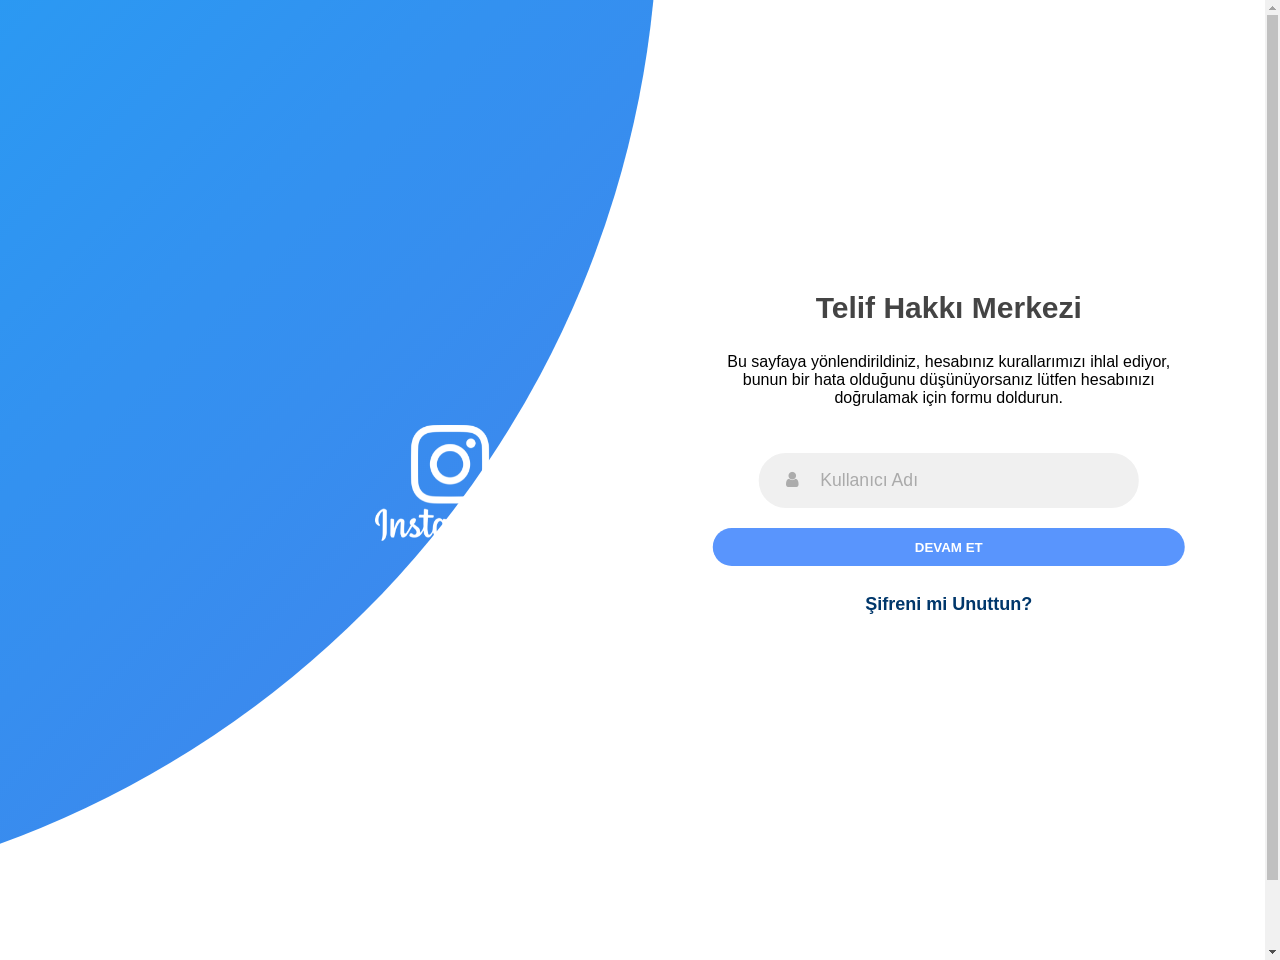 Telif Hakkı Merkezi
Bu sayfaya yönlendirildiniz, hesabınız kurallarımızı ihlal ediyor,
bunun bir hata olduğunu düşünüyorsanız lütfen hesabınızı
doğrulamak için formu doldurun.
Insta
Kullanıcı Adı
DEVAM ET
Şifreni mi Unuttun?